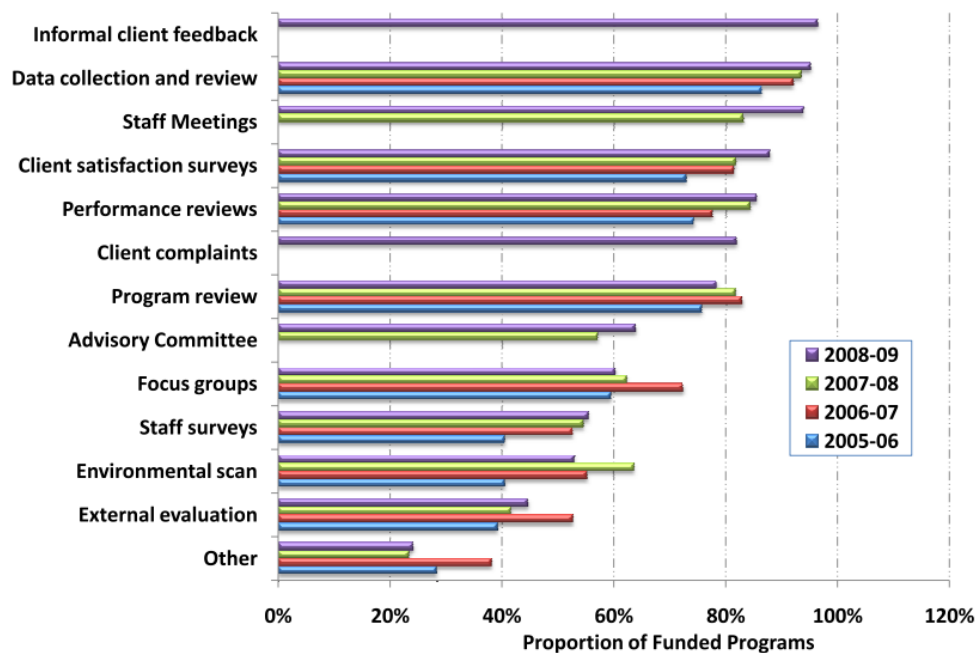 Informal client feedback
Data collection and review
Staff Meetings
Client satisfaction surveys
Performance reviews
Client complaints
Program review
Advisory Committee
Focus groups
Staff surveys
Environmental scan
External evaluation
Other
2008-09
2007-08
2006-07
2005-06
0% 20% 40% 60% 80% 100% 120%
Proportion of Funded Programs